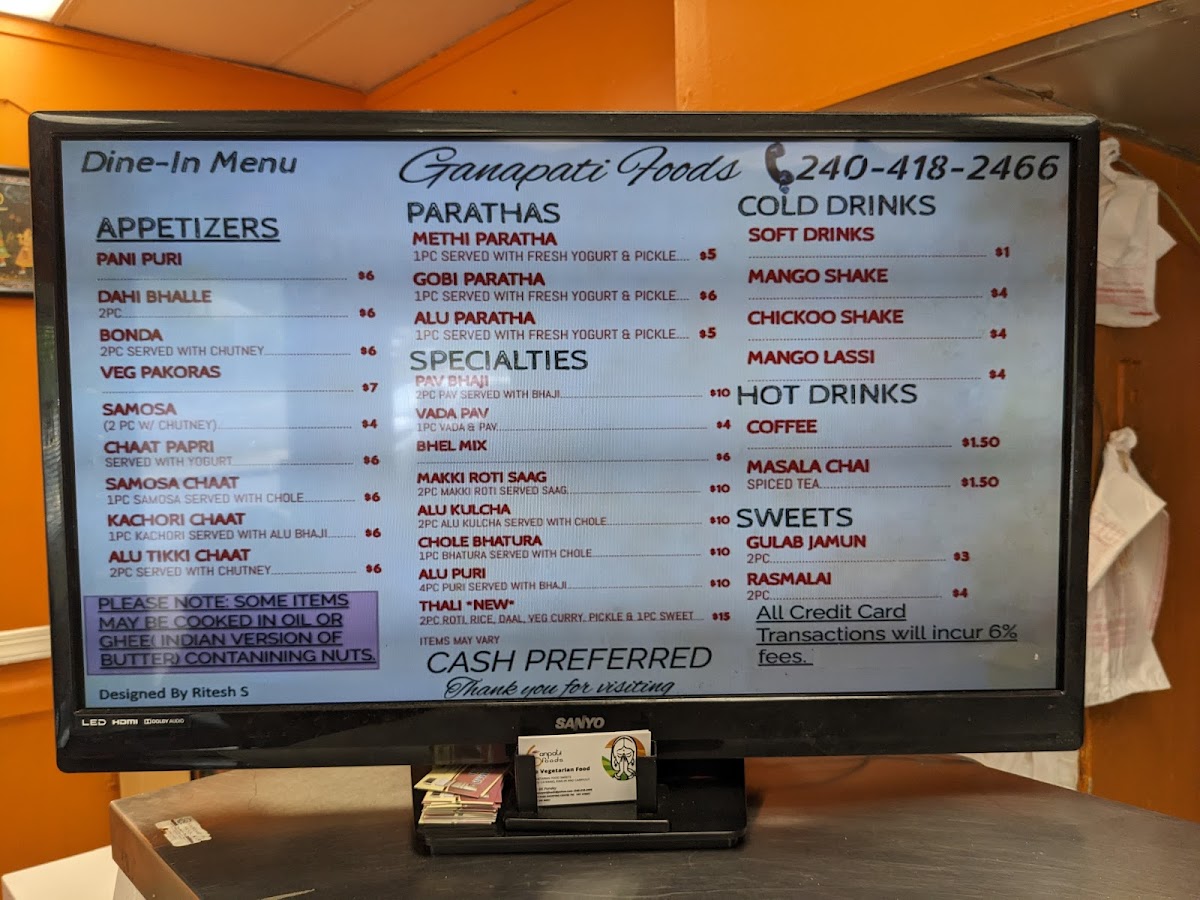 Dine-In Menu
Ganapati Foods
240-418-2466
APPETIZERS
PANI PURI
$6
DAHI BHALLE
2PC $6
BONDA
2PC SERVED WITH CHUTNEY $6
VEG PAKORAS
$7
SAMOSA
(2 PC W/ CHUTNEY) $4
CHAAT PAPRI
SERVED WITH YOGURT $6
SAMOSA CHAAT
1PC SAMOSA SERVED WITH CHOLE $6
KACHORI CHAAT
1PC KACHORI SERVED WITH ALU BHAJI $6
ALU TIKKI CHAAT
2PC SERVED WITH CHUTNEY $6
PLEASE NOTE: SOME ITEMS
MAY BE COOKED IN OIL OR
GHEE( INDIAN VERSION OF
BUTTER) CONTANINING NUTS.
Designed By Ritesh S
PARATHAS
METHI PARATHA
1PC SERVED WITH FRESH YOGURT & PICKLE $5
GOBI PARATHA
1PC SERVED WITH FRESH YOGURT & PICKLE $6
ALU PARATHA
1PC SERVED WITH FRESH YOGURT & PICKLE $5
SPECIALTIES
PAV BHAJI
2PC PAV SERVED WITH BHAJI $10
VADA PAV
1PC VADA & PAV $4
BHEL MIX
$6
MAKKI ROTI SAAG
2PC MAKKI ROTI SERVED SAAG $10
ALU KULCHA
2PC ALU KULCHA SERVED WITH CHOLE $10
CHOLE BHATURA
1PC BHATURA SERVED WITH CHOLE $10
ALU PURI
4PC PURI SERVED WITH BHAJI $10
THALI *NEW*
2PC ROTI, RICE, DAAL, VEG CURRY, PICKLE & 1PC SWEET $15
ITEMS MAY VARY
CASH PREFERRED
Thank you for visiting
COLD DRINKS
SOFT DRINKS
$1
MANGO SHAKE
$4
CHICKOO SHAKE
$4
MANGO LASSI
$4
HOT DRINKS
COFFEE
$1.50
MASALA CHAI
SPICED TEA $1.50
SWEETS
GULAB JAMUN
2PC $3
RASMALAI
2PC $4
All Credit Card
Transactions will incur 6%
fees.
LED HDMI DOLBY AUDIO
SANYO
Foods
Vegetarian Food